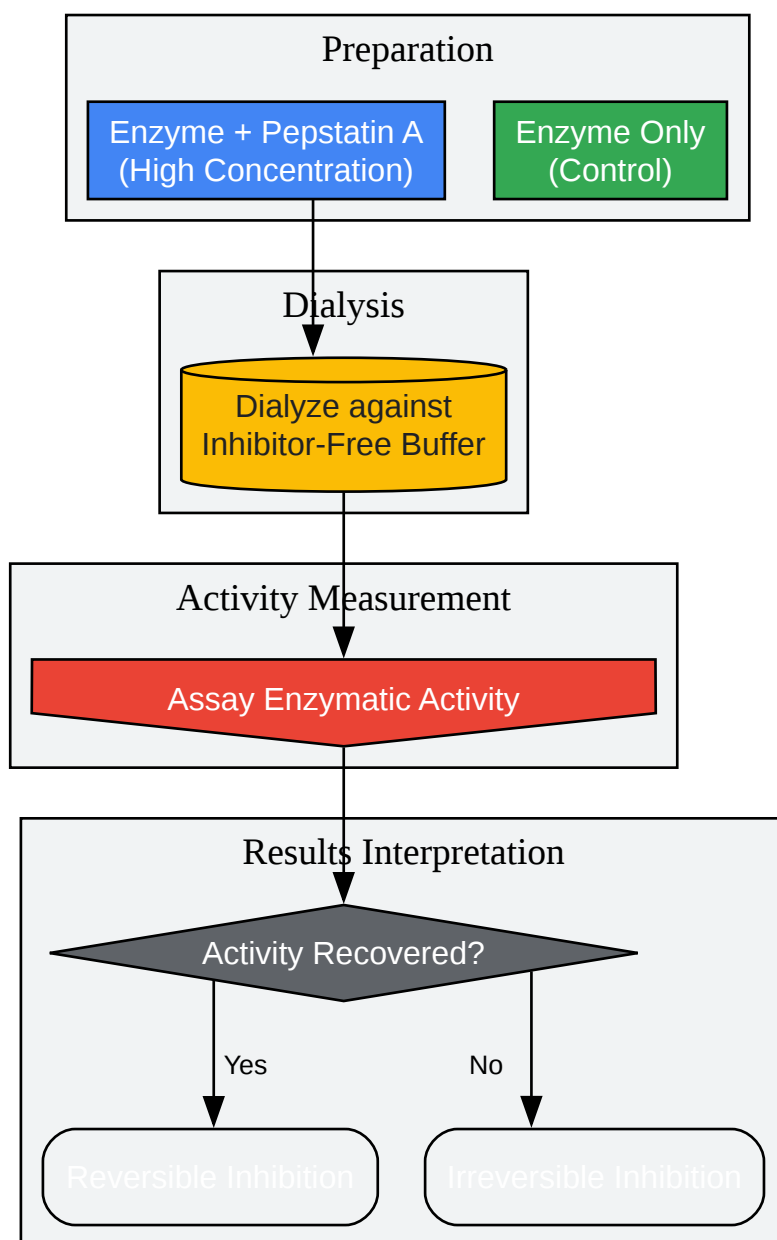 Preparation
Enzyme + Pepstatin A
(High Concentration)
Enzyme Only
(Control)
Dialysis
Dialyze against
Inhibitor-Free Buffer
Activity Measurement
Assay Enzymatic Activity
Results Interpretation
Activity Recovered?
Yes
No
Reversible Inhibition
Irreversible Inhibition